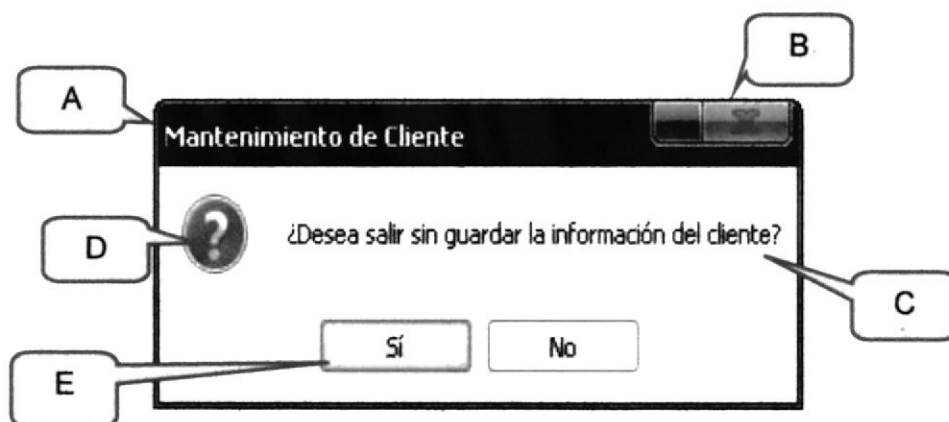 B
A
Mantenimiento de Cliente
?
¿Desea salir sin guardar la información del cliente?
D
C
Sí
No
E